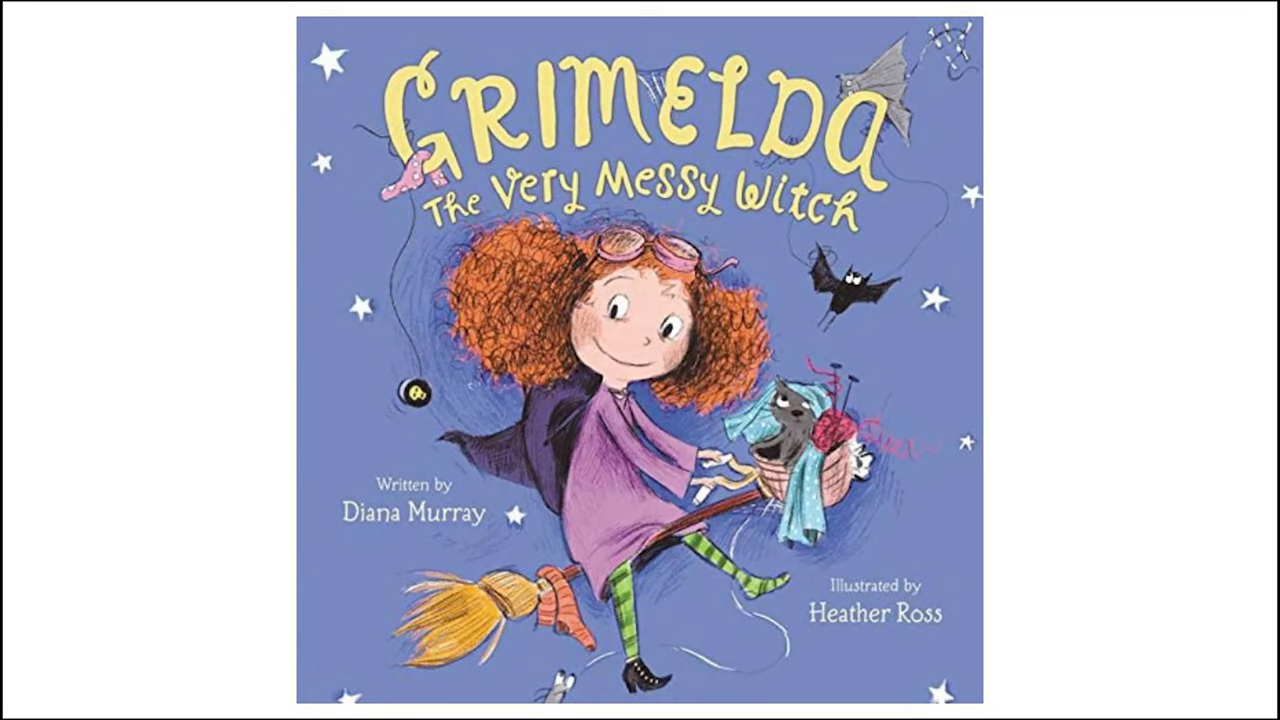 GRIMELDA
The Very Messy Witch
Written by
Diana Murray
Illustrated by
Heather Ross